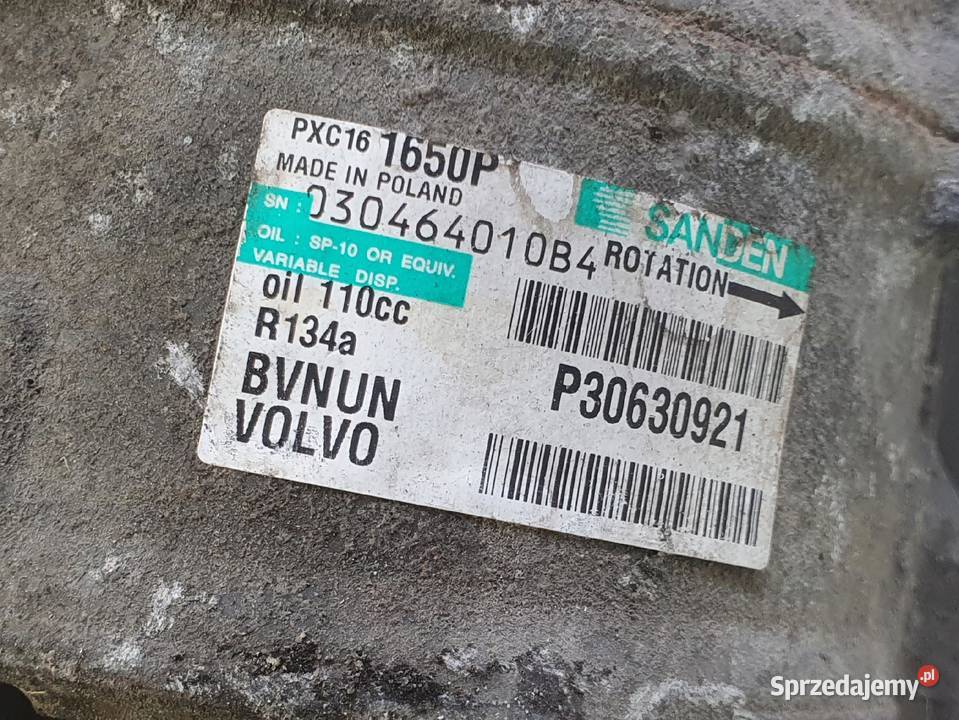 PXC16 1650P
MADE IN POLAND
SANDEN
SN : 030464010B4
ROTATION
OIL : SP-10 OR EQUIV.
VARIABLE DISP.
oil 110cc
R134a
BVNUN
VOLVO
P30630921
Sprzedajemy.pl